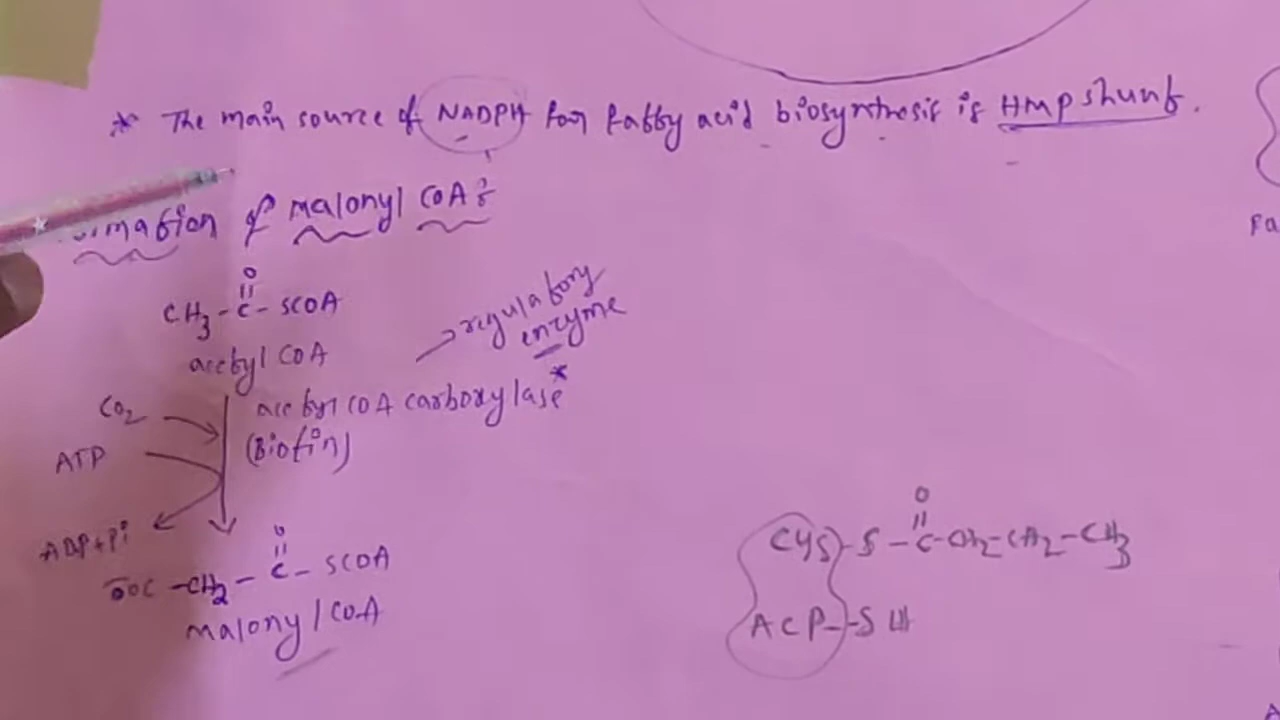 * The main source of NADPH for fatty acid biosynthesis is HMP shunt.
formation of malonyl CoA:
O
CH3 - C - SCOA
acetyl CoA
regulatory
enzyme
CO2
acetyl COA carboxylase*
(Biotin)
ATP
ADP+Pi
O
ŌOC - CH2 - C - SCOA
malonyl COA
O
CYS - S - C - CH2 - CH2 - CH3
ACP - SH
Fa